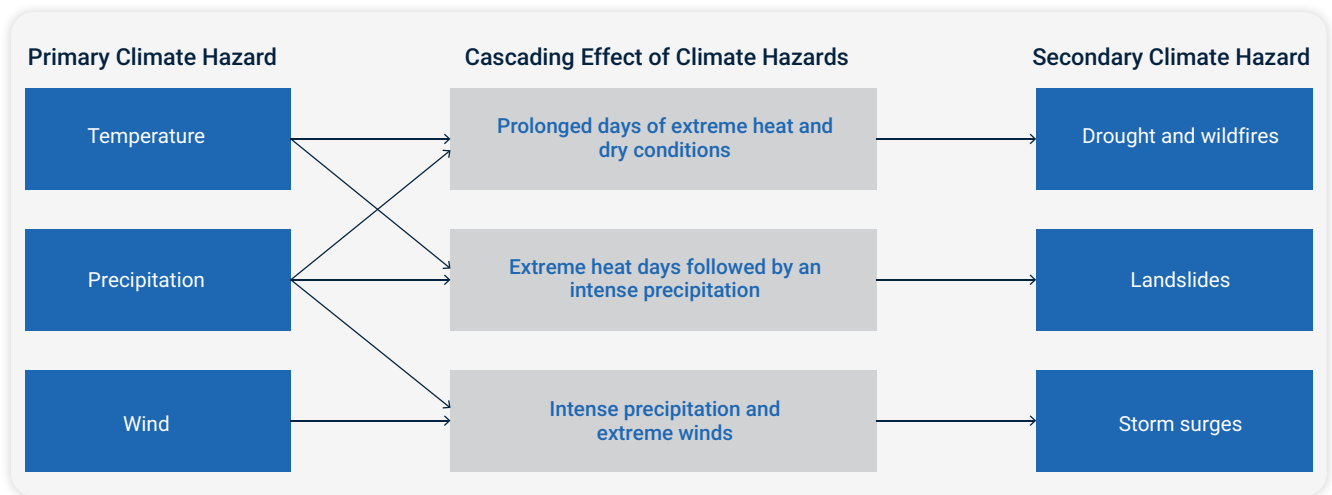 Primary Climate Hazard
Cascading Effect of Climate Hazards
Secondary Climate Hazard
Temperature
Prolonged days of extreme heat and
dry conditions
Drought and wildfires
Precipitation
Extreme heat days followed by an
intense precipitation
Landslides
Wind
Intense precipitation and
extreme winds
Storm surges